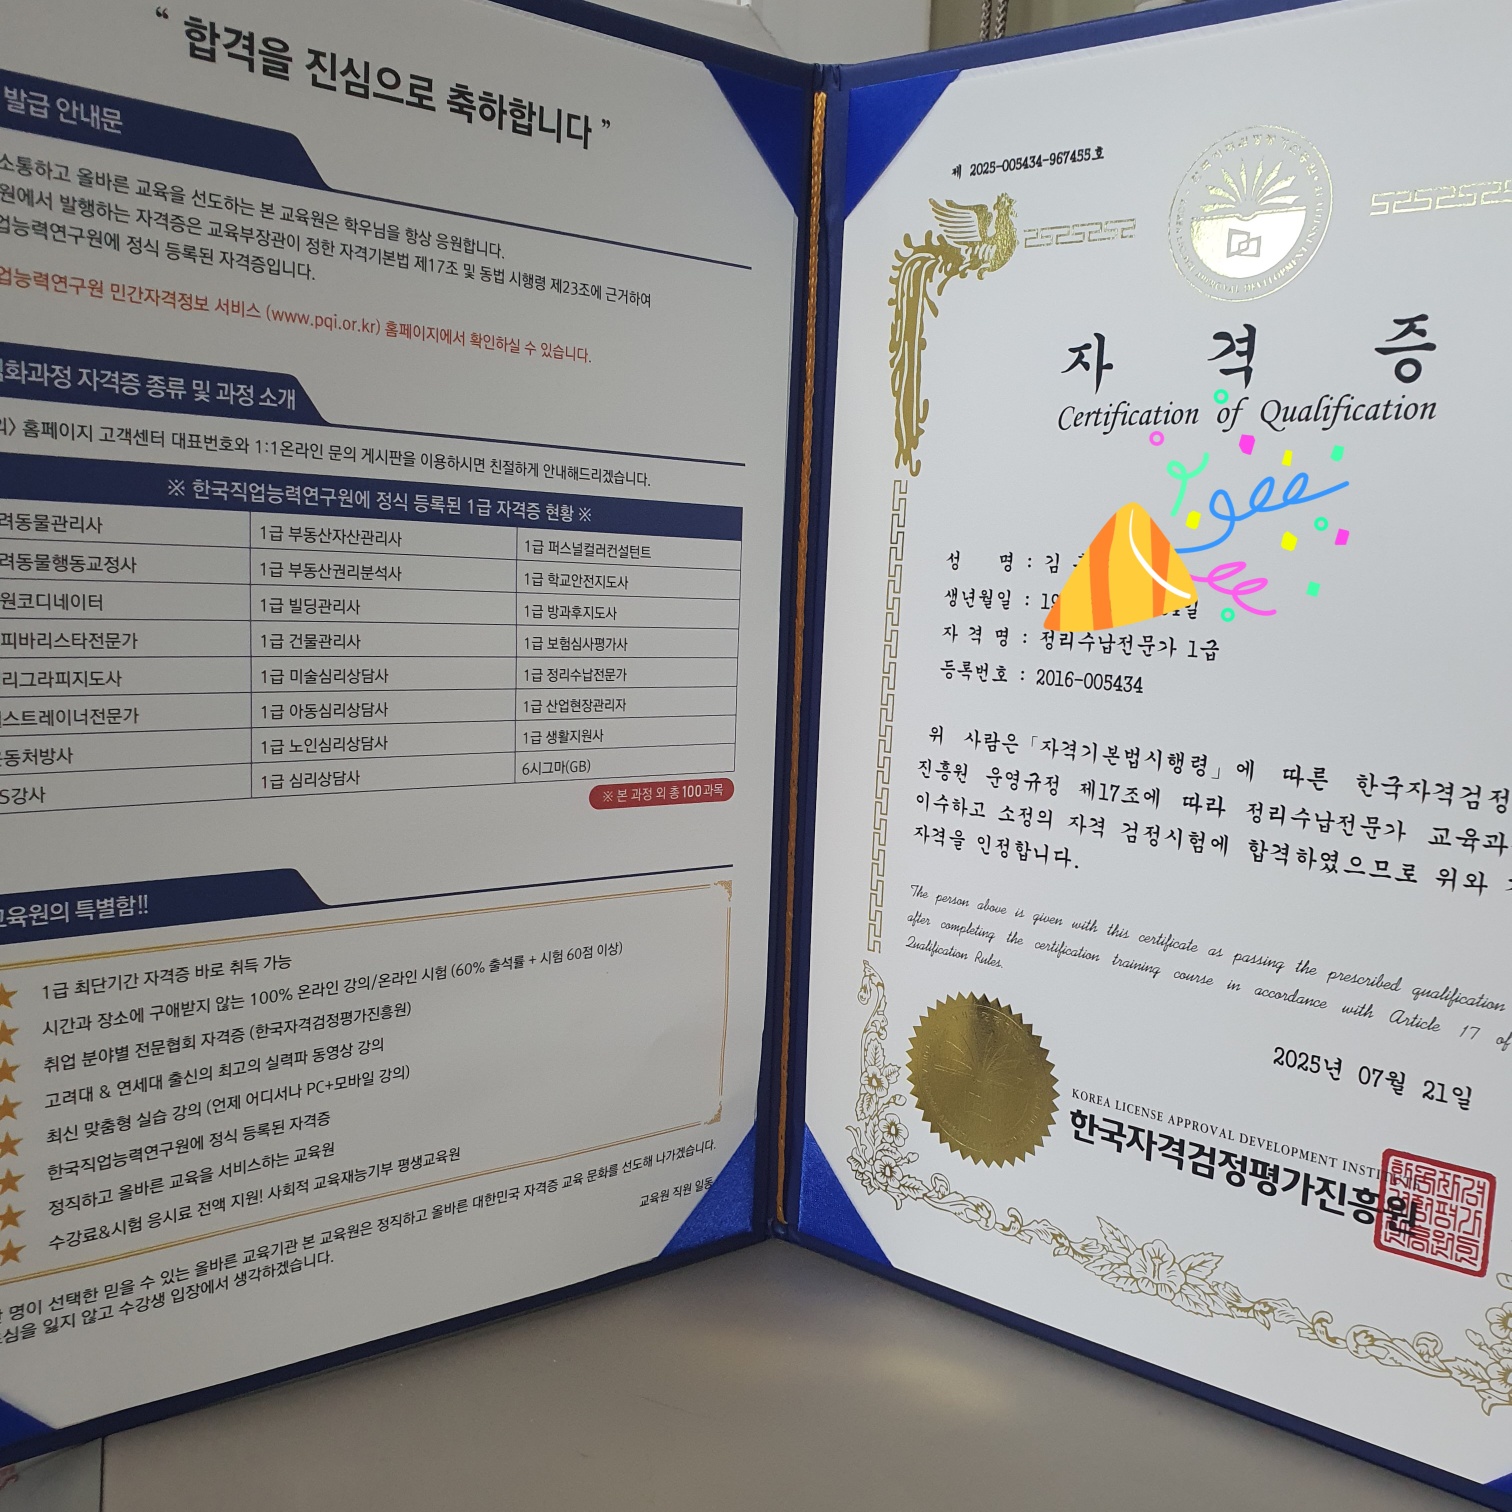 “ 합격을 진심으로 축하합니다 ”
발급 안내문
소통하고 올바른 교육을 선도하는 본 교육원은 학우님을 항상 응원합니다.
원에서 발행하는 자격증은 교육부장관이 정한 자격기본법 제17조 및 동법 시행령 제23조에 근거하여
업능력연구원에 정식 등록된 자격증입니다.
업능력연구원 민간자격정보 서비스 (www.pqi.or.kr) 홈페이지에서 확인하실 수 있습니다.
화과정 자격증 종류 및 과정 소개
홈페이지 고객센터 대표번호와 1:1온라인 문의 게시판을 이용하시면 친절하게 안내해드리겠습니다.
※ 한국직업능력연구원에 정식 등록된 1급 자격증 현황 ※
려동물관리사 1급 부동산자산관리사 1급 퍼스널컬러컨설턴트
려동물행동교정사 1급 부동산권리분석사 1급 학교안전지도사
원코디네이터 1급 빌딩관리사 1급 방과후지도사
피바리스타전문가 1급 건물관리사 1급 보험심사평가사
리그라피지도사 1급 미술심리상담사 1급 정리수납전문가
스트레이너전문가 1급 아동심리상담사 1급 산업현장관리자
동처방사 1급 노인심리상담사 1급 생활지원사
S강사 1급 심리상담사 6시그마(GB)
※ 본 과정 외 총 100과목
교육원의 특별함!!
1급 최단기간 자격증 바로 취득 가능
시간과 장소에 구애받지 않는 100% 온라인 강의/온라인 시험 (60% 출석률 + 시험 60점 이상)
취업 분야별 전문협회 자격증 (한국자격검정평가진흥원)
고려대 & 연세대 출신의 최고의 실력파 동영상 강의
최신 맞춤형 실습 강의 (언제 어디서나 PC+모바일 강의)
한국직업능력연구원에 정식 등록된 자격증
정직하고 올바른 교육을 서비스하는 교육원
수강료&시험 응시료 전액 지원! 사회적 교육재능기부 평생교육원
명이 선택한 믿을 수 있는 올바른 교육기관 본 교육원은 정직하고 올바른 대한민국 자격증 교육 문화를 선도해 나가겠습니다.
심을 잃지 않고 수강생 입장에서 생각하겠습니다.
교육원 직원 일동
제 2025-005434-967455호
자 격 증
Certification of Qualification
성 명 : 김
생년월일 : 19 일
자 격 명 : 정리수납전문가 1급
등록번호 : 2016-005434
위 사람은 「자격기본법시행령」에 따른 한국자격검정
진흥원 운영규정 제17조에 따라 정리수납전문가 교육과
이수하고 소정의 자격 검정시험에 합격하였으므로 위와
자격을 인정합니다.
The person above is given with this certificate as passing the prescribed qualification
after completing the certification training course in accordance with Article 17 of
Qualification Rules.
2025년 07월 21일
KOREA LICENSE APPROVAL DEVELOPMENT INSTITUTE
한국자격검정평가진흥원